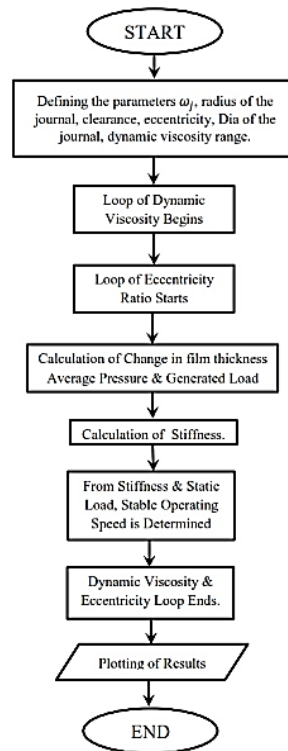 START
Defining the parameters ωj, radius of the
journal, clearance, eccentricity, Dia of the
journal, dynamic viscosity range.
Loop of Dynamic
Viscosity Begins
Loop of Eccentricity
Ratio Starts
Calculation of Change in film thickness
Average Pressure & Generated Load
Calculation of Stiffness.
From Stiffness & Static
Load, Stable Operating
Speed is Determined
Dynamic Viscosity &
Eccentricity Loop Ends.
Plotting of Results
END